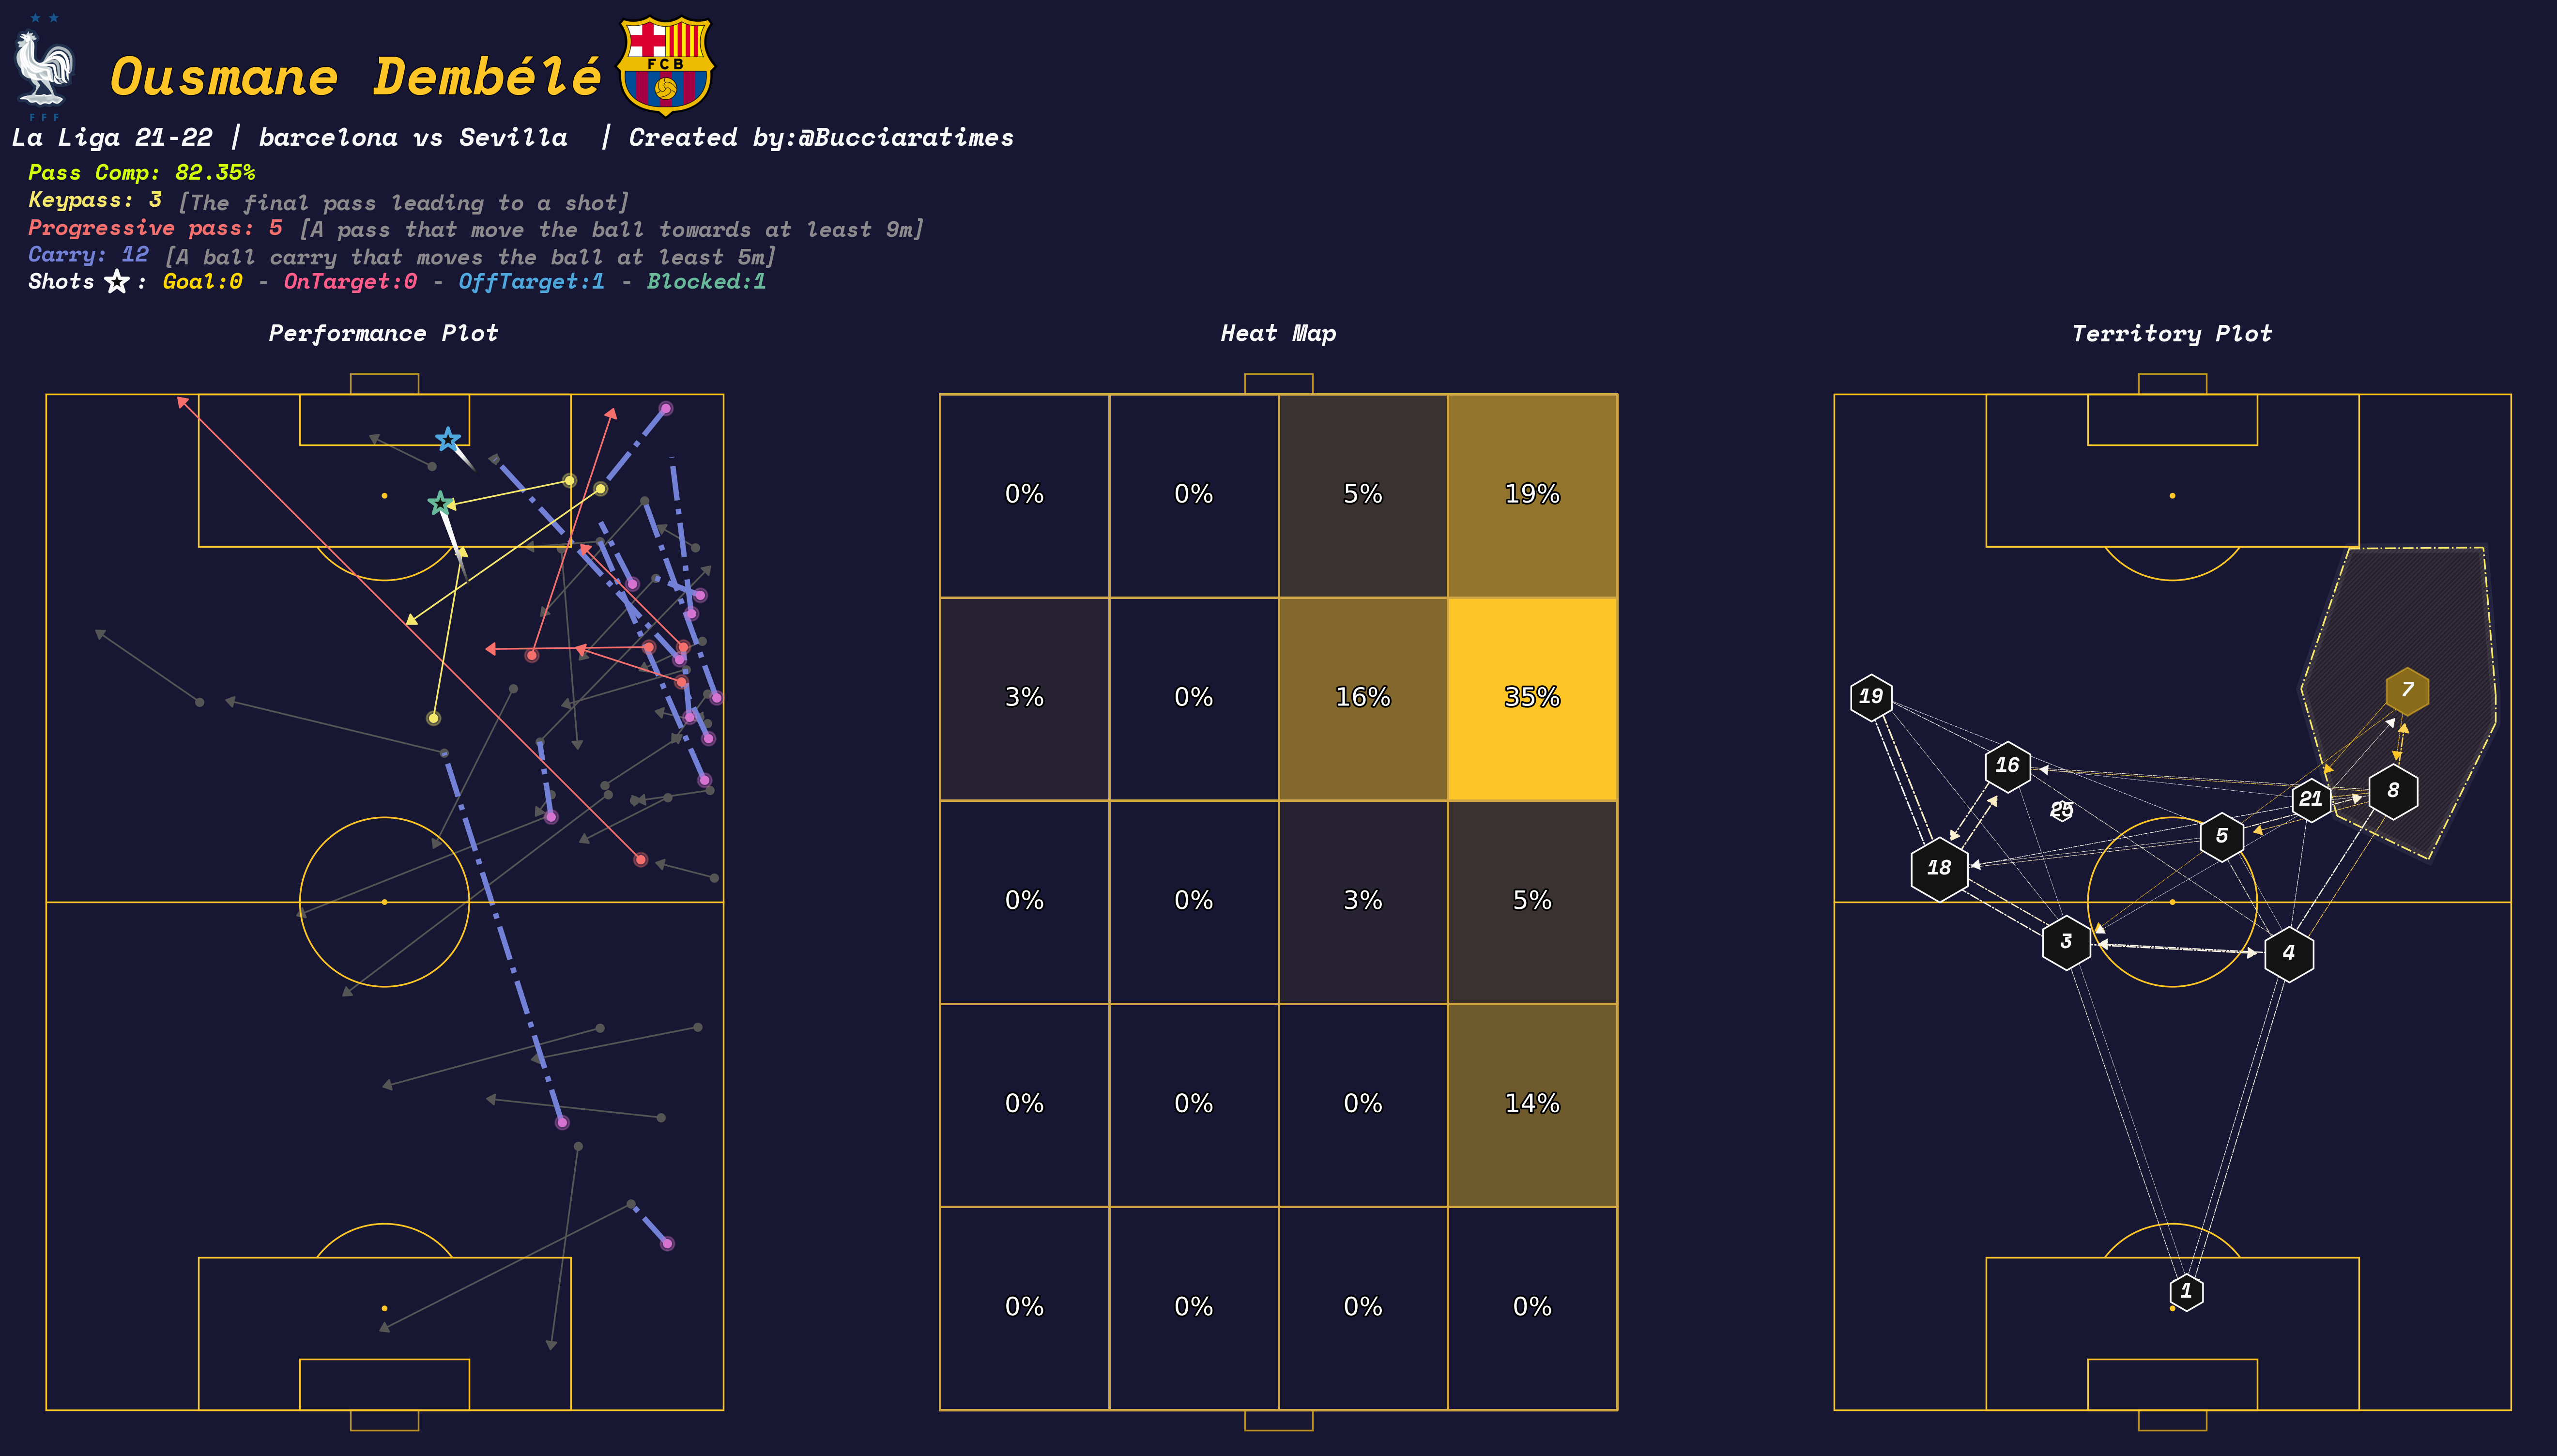 Ousmane Dembélé
FCB
FFF
La Liga 21-22 | barcelona vs Sevilla | Created by:@Bucciaratimes
Pass Comp: 82.35%
Keypass: 3 [The final pass leading to a shot]
Progressive pass: 5 [A pass that move the ball towards at least 9m]
Carry: 12 [A ball carry that moves the ball at least 5m]
Shots : Goal:0 - OnTarget:0 - OffTarget:1 - Blocked:1
Performance Plot
Heat Map
0% 0% 5% 19%
3% 0% 16% 35%
0% 0% 3% 5%
0% 0% 0% 14%
0% 0% 0% 0%
Territory Plot
7
19
16
8
21
5
18
3
4
1